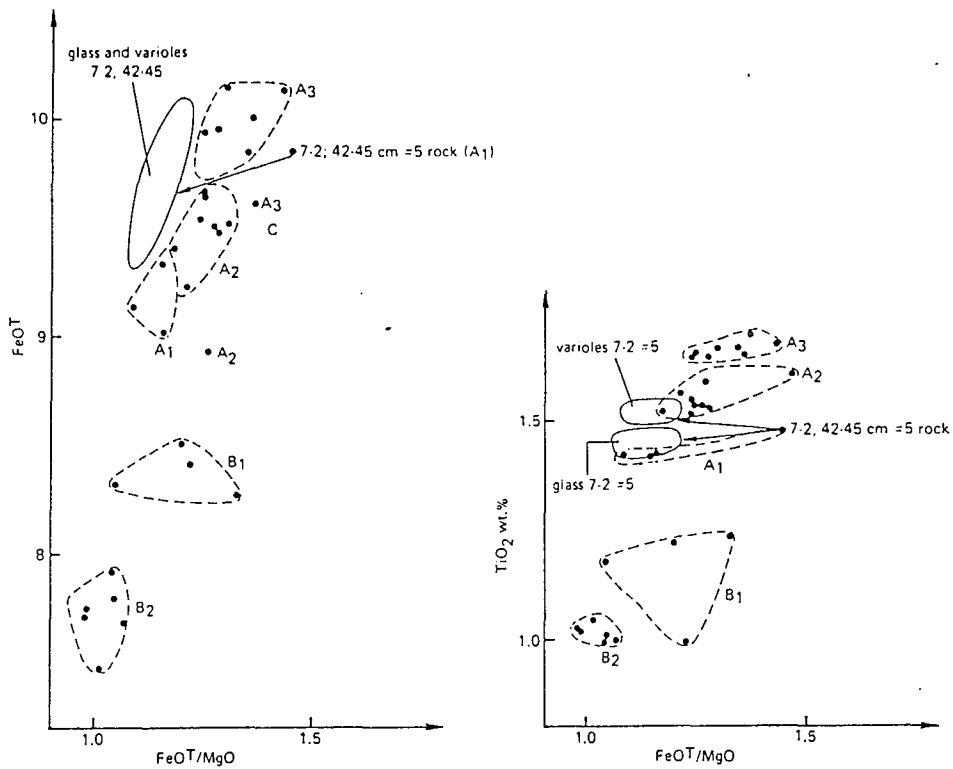 glass and varioles
7·2, 42·45
A3
10
7·2; 42·45 cm =5 rock (A1)
A3
C
A2
FeOT
9
A1
A2
B1
8
B2
1.0
1.5
FeOT/MgO
varioles 7·2 =5
A3
A2
1.5
7·2, 42·45 cm =5 rock
A1
glass 7·2 =5
TiO2 wt.%
B1
1.0
B2
1.0
1.5
FeOT/MgO